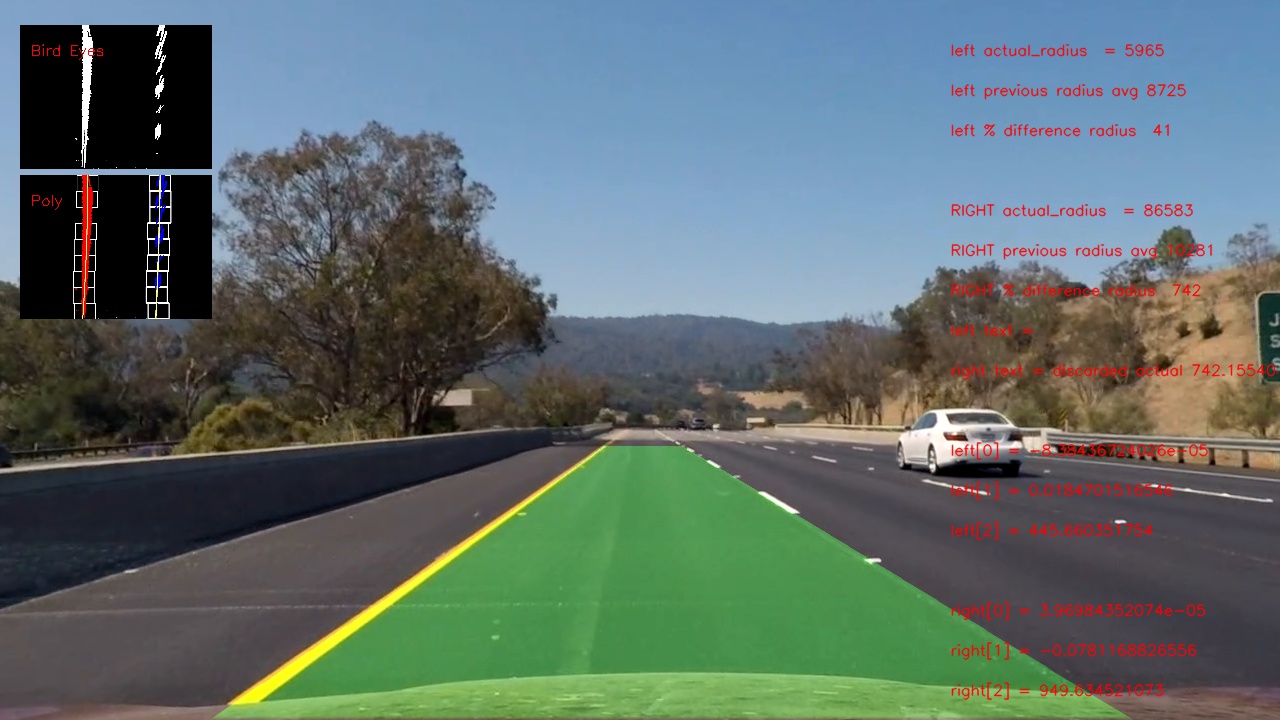 Bird Eyes
Poly
left actual_radius = 5965
left previous radius avg 8725
left % difference radius 41
RIGHT actual_radius = 86583
RIGHT previous radius avg 10281
RIGHT % difference radius 742
left text =
right text = discarded actual 742.15540
left[0] = -8.38436724026e-05
left[1] = 0.0184701516546
left[2] = 445.660351754
right[0] = 3.96984352074e-05
right[1] = -0.0781168826556
right[2] = 949.634521073
J
S